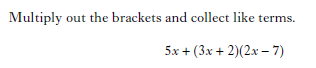 Multiply out the brackets and collect like terms.
5x + (3x + 2)(2x – 7)